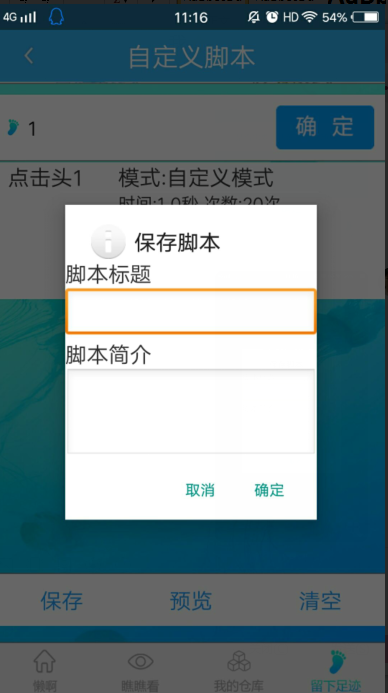 4G 11:16 HD 54%
自定义脚本
1 确 定
点击头1 模式:自定义模式
时间:1.0秒 次数:20次
保存脚本
脚本标题
脚本简介
取消 确定
保存 预览 清空
懒啊 瞧瞧看 我的仓库 留下足迹